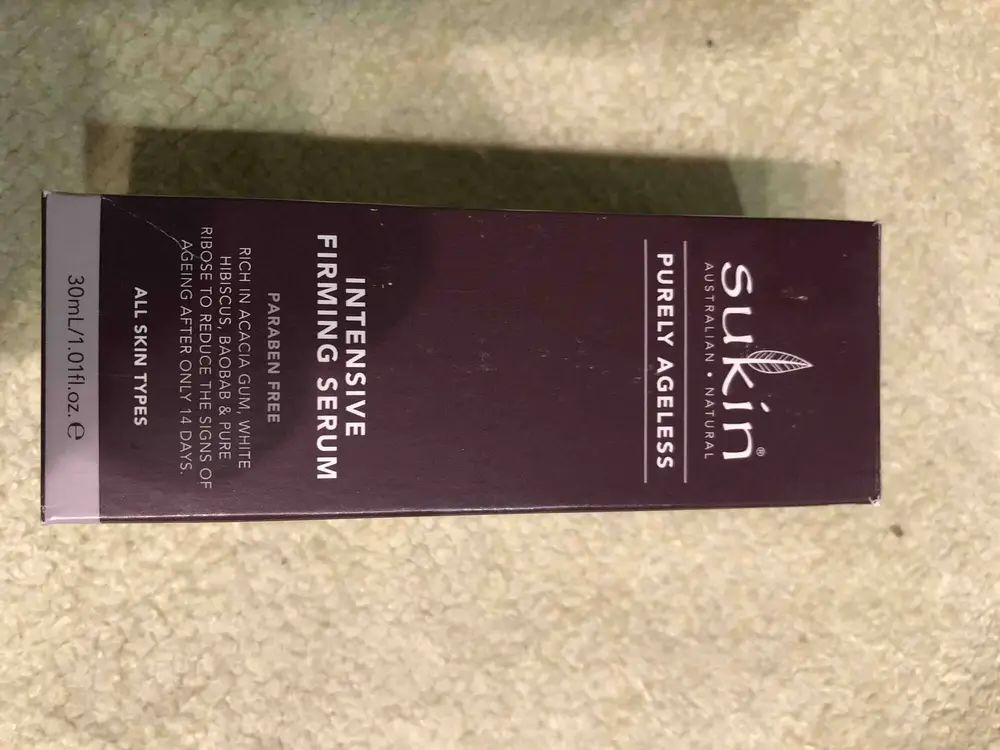 sukin®
AUSTRALIAN • NATURAL
PURELY AGELESS
INTENSIVE
FIRMING SERUM
PARABEN FREE
RICH IN ACACIA GUM, WHITE
HIBISCUS, BAOBAB & PURE
RIBOSE TO REDUCE THE SIGNS OF
AGEING AFTER ONLY 14 DAYS.
ALL SKIN TYPES
30mL/1.01fl.oz. ℮